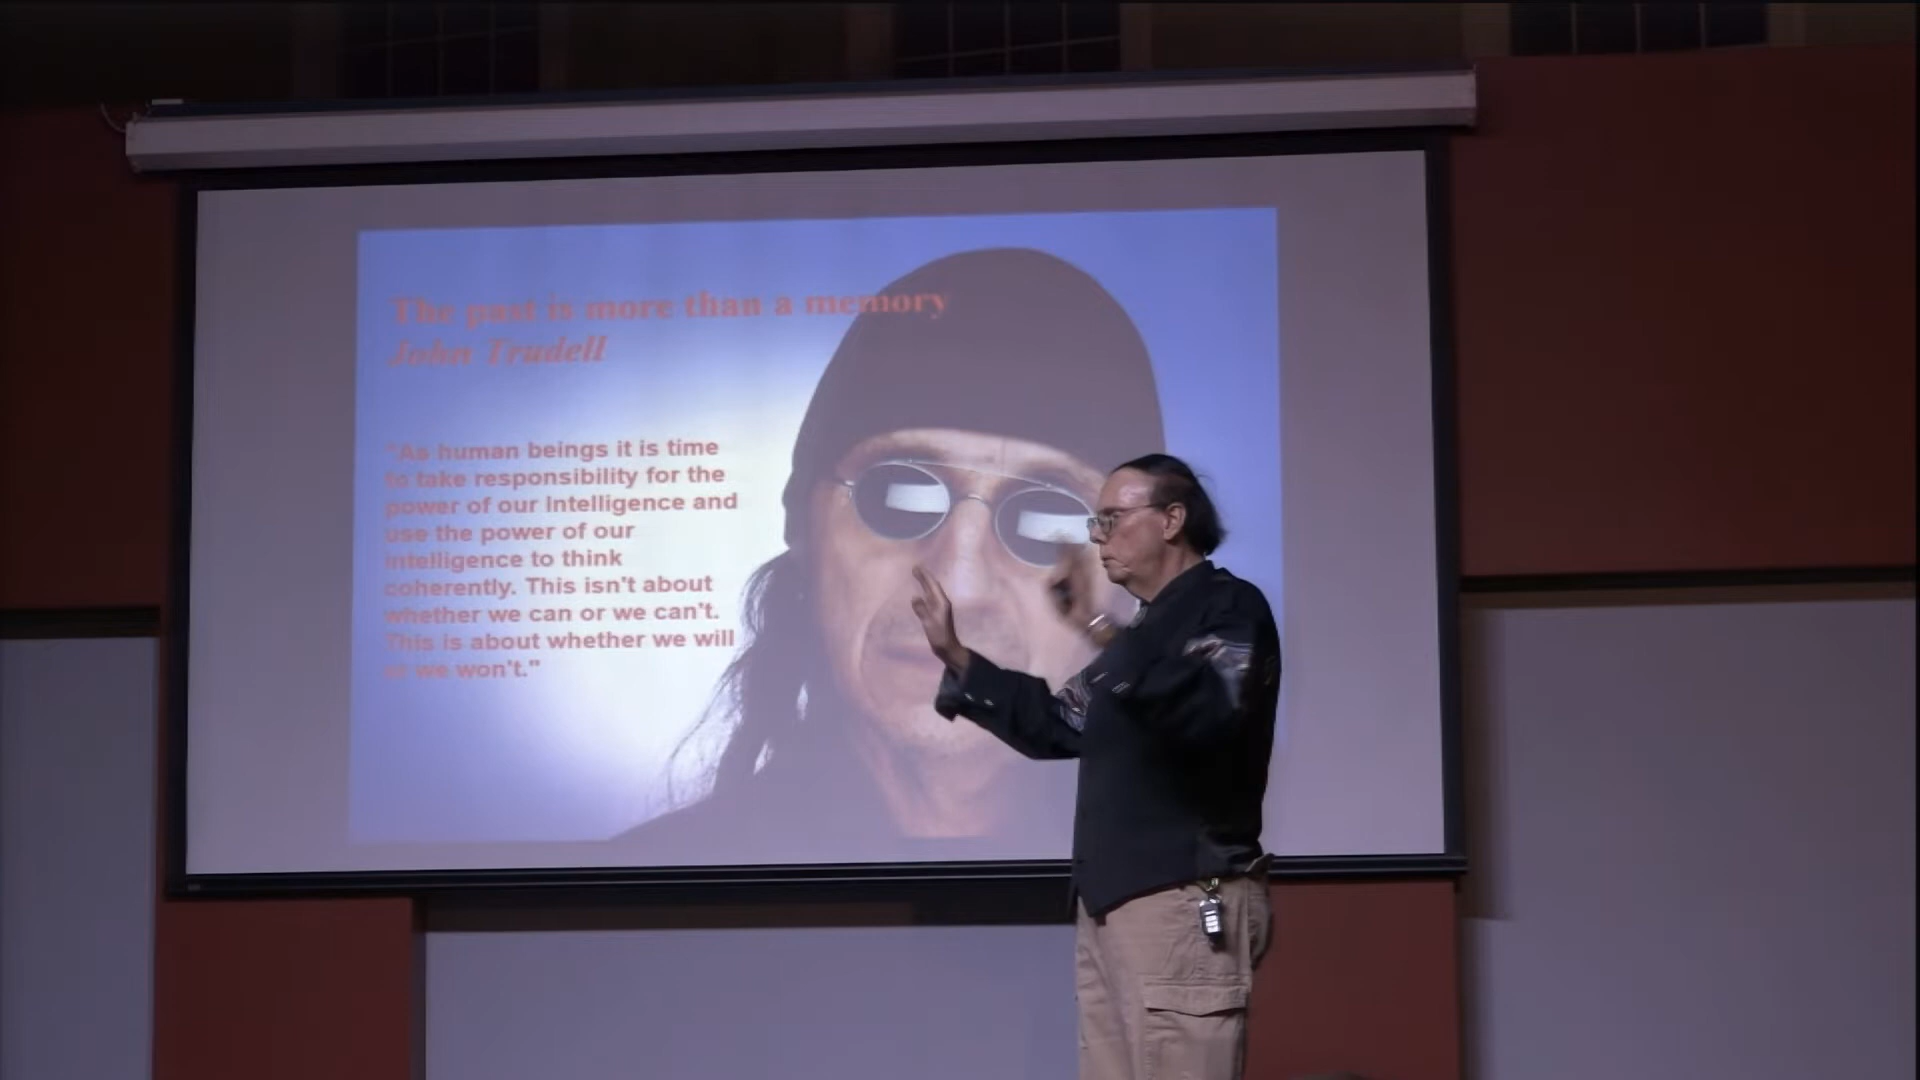 The past is more than a memory
John Trudell
"As human beings it is time
to take responsibility for the
power of our intelligence and
use the power of our
intelligence to think
coherently. This isn't about
whether we can or we can't.
This is about whether we will
or we won't."